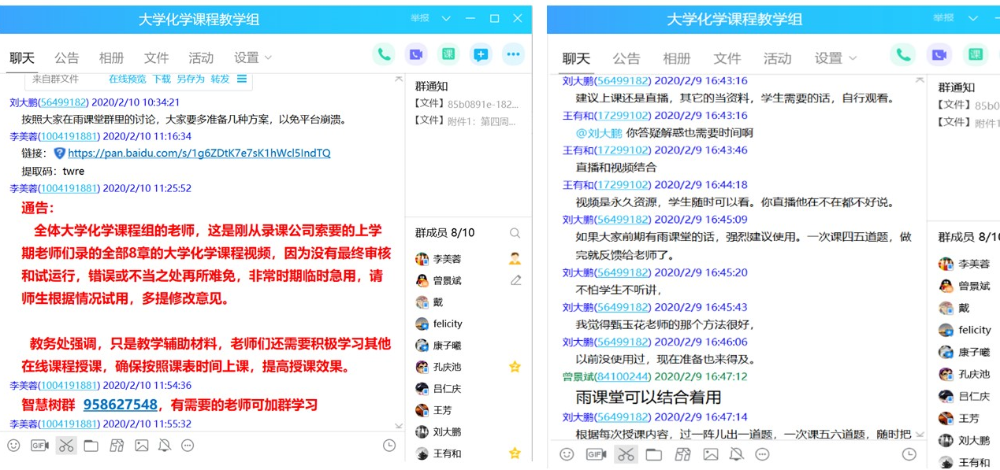 大学化学课程教学组
举报
聊天 公告 相册 文件 活动 设置
课
来自群文件 在线预览 下载 另存为 转发
刘大鹏(56499182) 2020/2/10 10:34:21
按照大家在雨课堂群里的讨论，大家要多准备几种方案，以免平台崩溃。
李美蓉(1004191881) 2020/2/10 11:16:34
链接： https://pan.baidu.com/s/1g6ZDtK7e7sK1hWcl5IndTQ
提取码：twre
李美蓉(1004191881) 2020/2/10 11:25:52
通告：
全体大学化学课程组的老师，这是刚从录课公司索要的上学
期老师们录的全部8章的大学化学课程视频，因为没有最终审核
和试运行，错误或不当之处再所难免，非常时期临时急用，请
师生根据情况试用，多提修改意见。
教务处强调，只是教学辅助材料，老师们还需要积极学习其他
在线课程授课，确保按照课表时间上课，提高授课效果。
李美蓉(1004191881) 2020/2/10 11:54:36
智慧树群 958627548，有需要的老师可加群学习
李美蓉(1004191881) 2020/2/10 11:55:32
GIF
群通知
【文件】85b0891e-182...
【文件】附件1：第四周...
群成员 8/10
李美蓉
曾景斌
戴
felicity
康子曦
孔庆池
吕仁庆
王芳
刘大鹏
王有和
大学化学课程教学组
举报
聊天 公告 相册 文件 活动 设置
课
刘大鹏(56499182) 2020/2/9 16:43:16
建议上课还是直播，其它的当资料，学生需要的话，自行观看。
王有和(17299102) 2020/2/9 16:43:16
@刘大鹏 你答疑解惑也需要时间啊
王有和(17299102) 2020/2/9 16:43:46
直播和视频结合
王有和(17299102) 2020/2/9 16:44:18
视频是永久资源，学生随时可以看。你直播他在不在都不好说。
刘大鹏(56499182) 2020/2/9 16:45:09
如果大家前期有雨课堂的话，强烈建议使用。一次课四五道题，做
完就反馈给老师了。
刘大鹏(56499182) 2020/2/9 16:45:20
不怕学生不听讲，
刘大鹏(56499182) 2020/2/9 16:45:43
我觉得甄玉花老师的那个方法很好，
刘大鹏(56499182) 2020/2/9 16:46:06
以前没使用过，现在准备也来得及。
曾景斌(84100244) 2020/2/9 16:47:12
雨课堂可以结合着用
刘大鹏(56499182) 2020/2/9 16:47:14
根据每次授课内容，过一阵儿出一道题，一次课五六道题，随时把
GIF
群通知
【文件】85b0
【文件】附件1
群成员 8/10
李美蓉
曾景斌
戴
felicity
康子曦
孔庆池
吕仁庆
王芳
刘大鹏
王有和